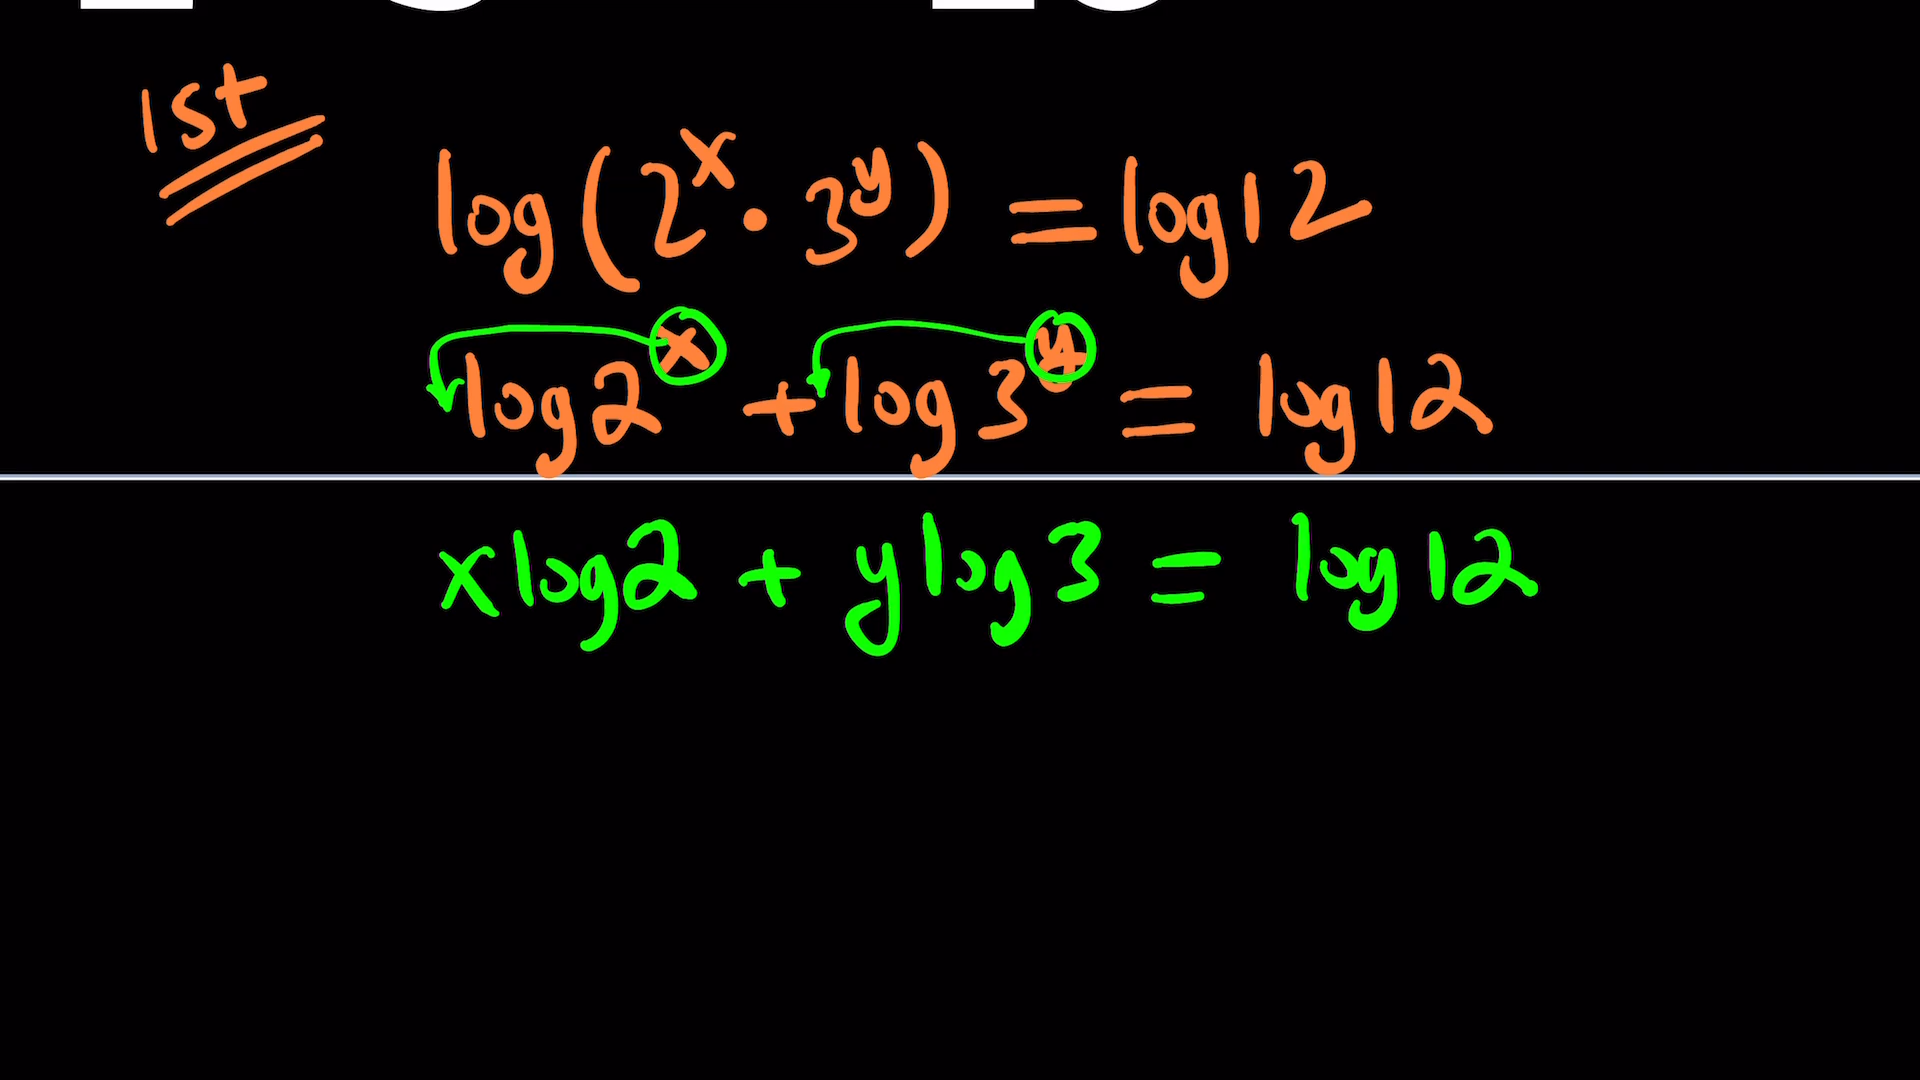 1st
log(2^x · 3^y) = log12
log2^x + log3^y = log12
xlog2 + ylog3 = log12